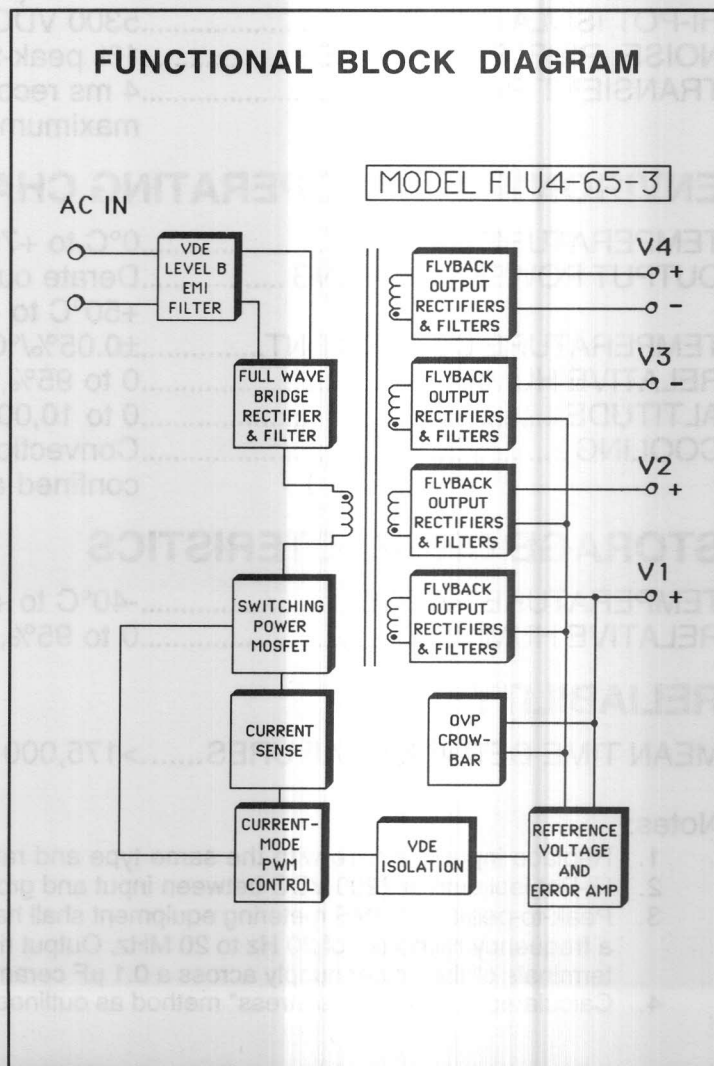 FUNCTIONAL BLOCK DIAGRAM
MODEL FLU4-65-3
AC IN
VDE
LEVEL B
EMI
FILTER
FULL WAVE
BRIDGE
RECTIFIER
& FILTER
SWITCHING
POWER
MOSFET
CURRENT
SENSE
CURRENT-
MODE
PWM
CONTROL
VDE
ISOLATION
FLYBACK
OUTPUT
RECTIFIERS
& FILTERS
V4
+
-
FLYBACK
OUTPUT
RECTIFIERS
& FILTERS
V3
-
FLYBACK
OUTPUT
RECTIFIERS
& FILTERS
V2
+
FLYBACK
OUTPUT
RECTIFIERS
& FILTERS
V1
+
OVP
CROW-
BAR
REFERENCE
VOLTAGE
AND
ERROR AMP